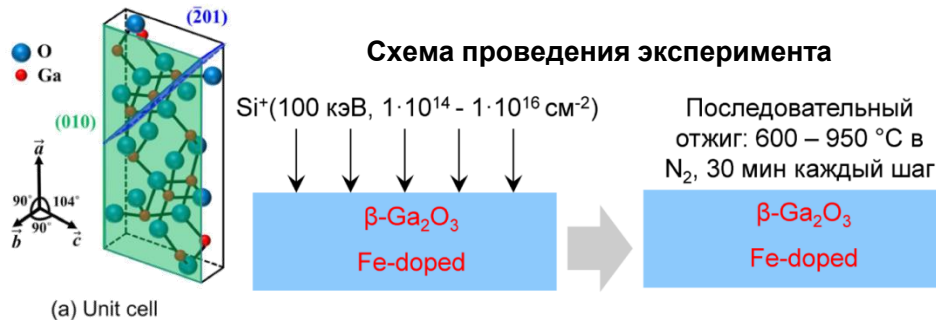 O
Ga
(2̅01)
(010)
a⃗
90° 104°
90°
b⃗ c⃗
(a) Unit cell
Схема проведения эксперимента
Si⁺(100 кэВ, 1·10¹⁴ - 1·10¹⁶ см⁻²)
β-Ga₂O₃
Fe-doped
Последовательный
отжиг: 600 – 950 °C в
N₂, 30 мин каждый шаг
β-Ga₂O₃
Fe-doped